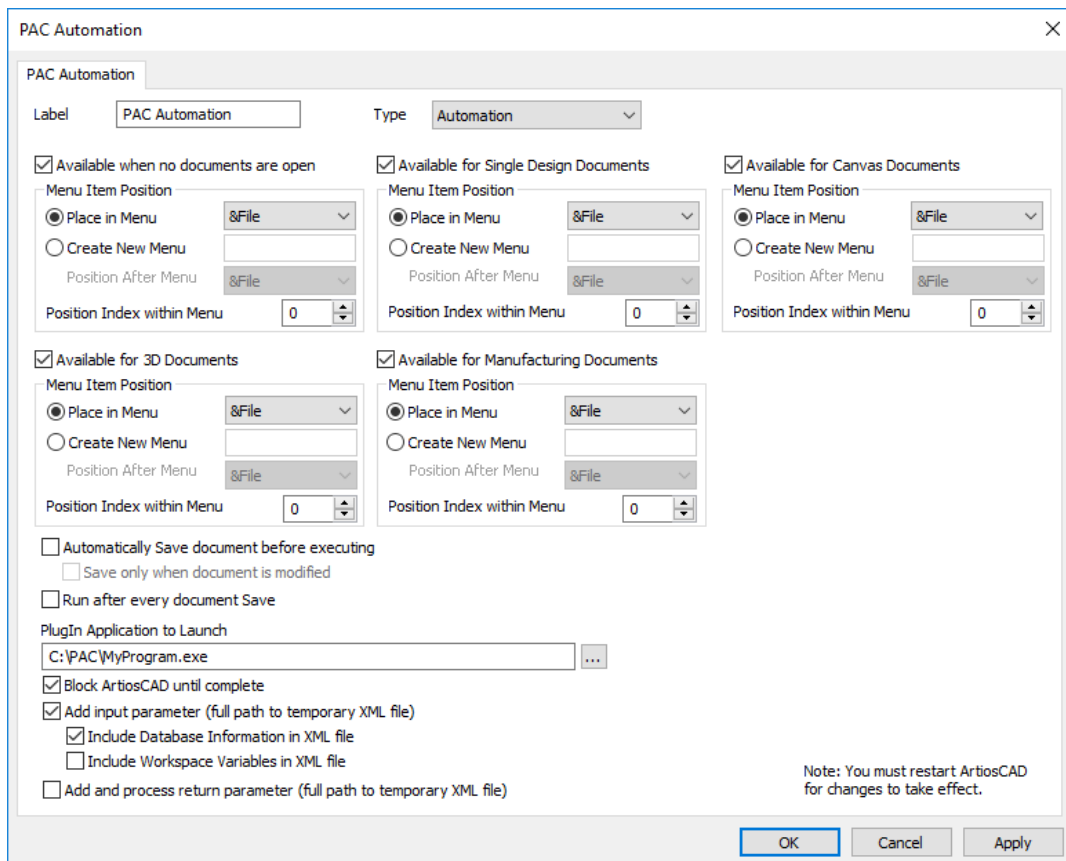 PAC Automation
PAC Automation
Label PAC Automation Type Automation
Available when no documents are open Available for Single Design Documents Available for Canvas Documents
Menu Item Position Menu Item Position Menu Item Position
Place in Menu &File Place in Menu &File Place in Menu &File
Create New Menu Create New Menu Create New Menu
Position After Menu &File Position After Menu &File Position After Menu &File
Position Index within Menu 0 Position Index within Menu 0 Position Index within Menu 0
Available for 3D Documents Available for Manufacturing Documents
Menu Item Position Menu Item Position
Place in Menu &File Place in Menu &File
Create New Menu Create New Menu
Position After Menu &File Position After Menu &File
Position Index within Menu 0 Position Index within Menu 0
Automatically Save document before executing
Save only when document is modified
Run after every document Save
PlugIn Application to Launch
C:\PAC\MyProgram.exe ...
Block ArtiosCAD until complete
Add input parameter (full path to temporary XML file)
Include Database Information in XML file
Include Workspace Variables in XML file
Add and process return parameter (full path to temporary XML file)
Note: You must restart ArtiosCAD
for changes to take effect.
OK Cancel Apply